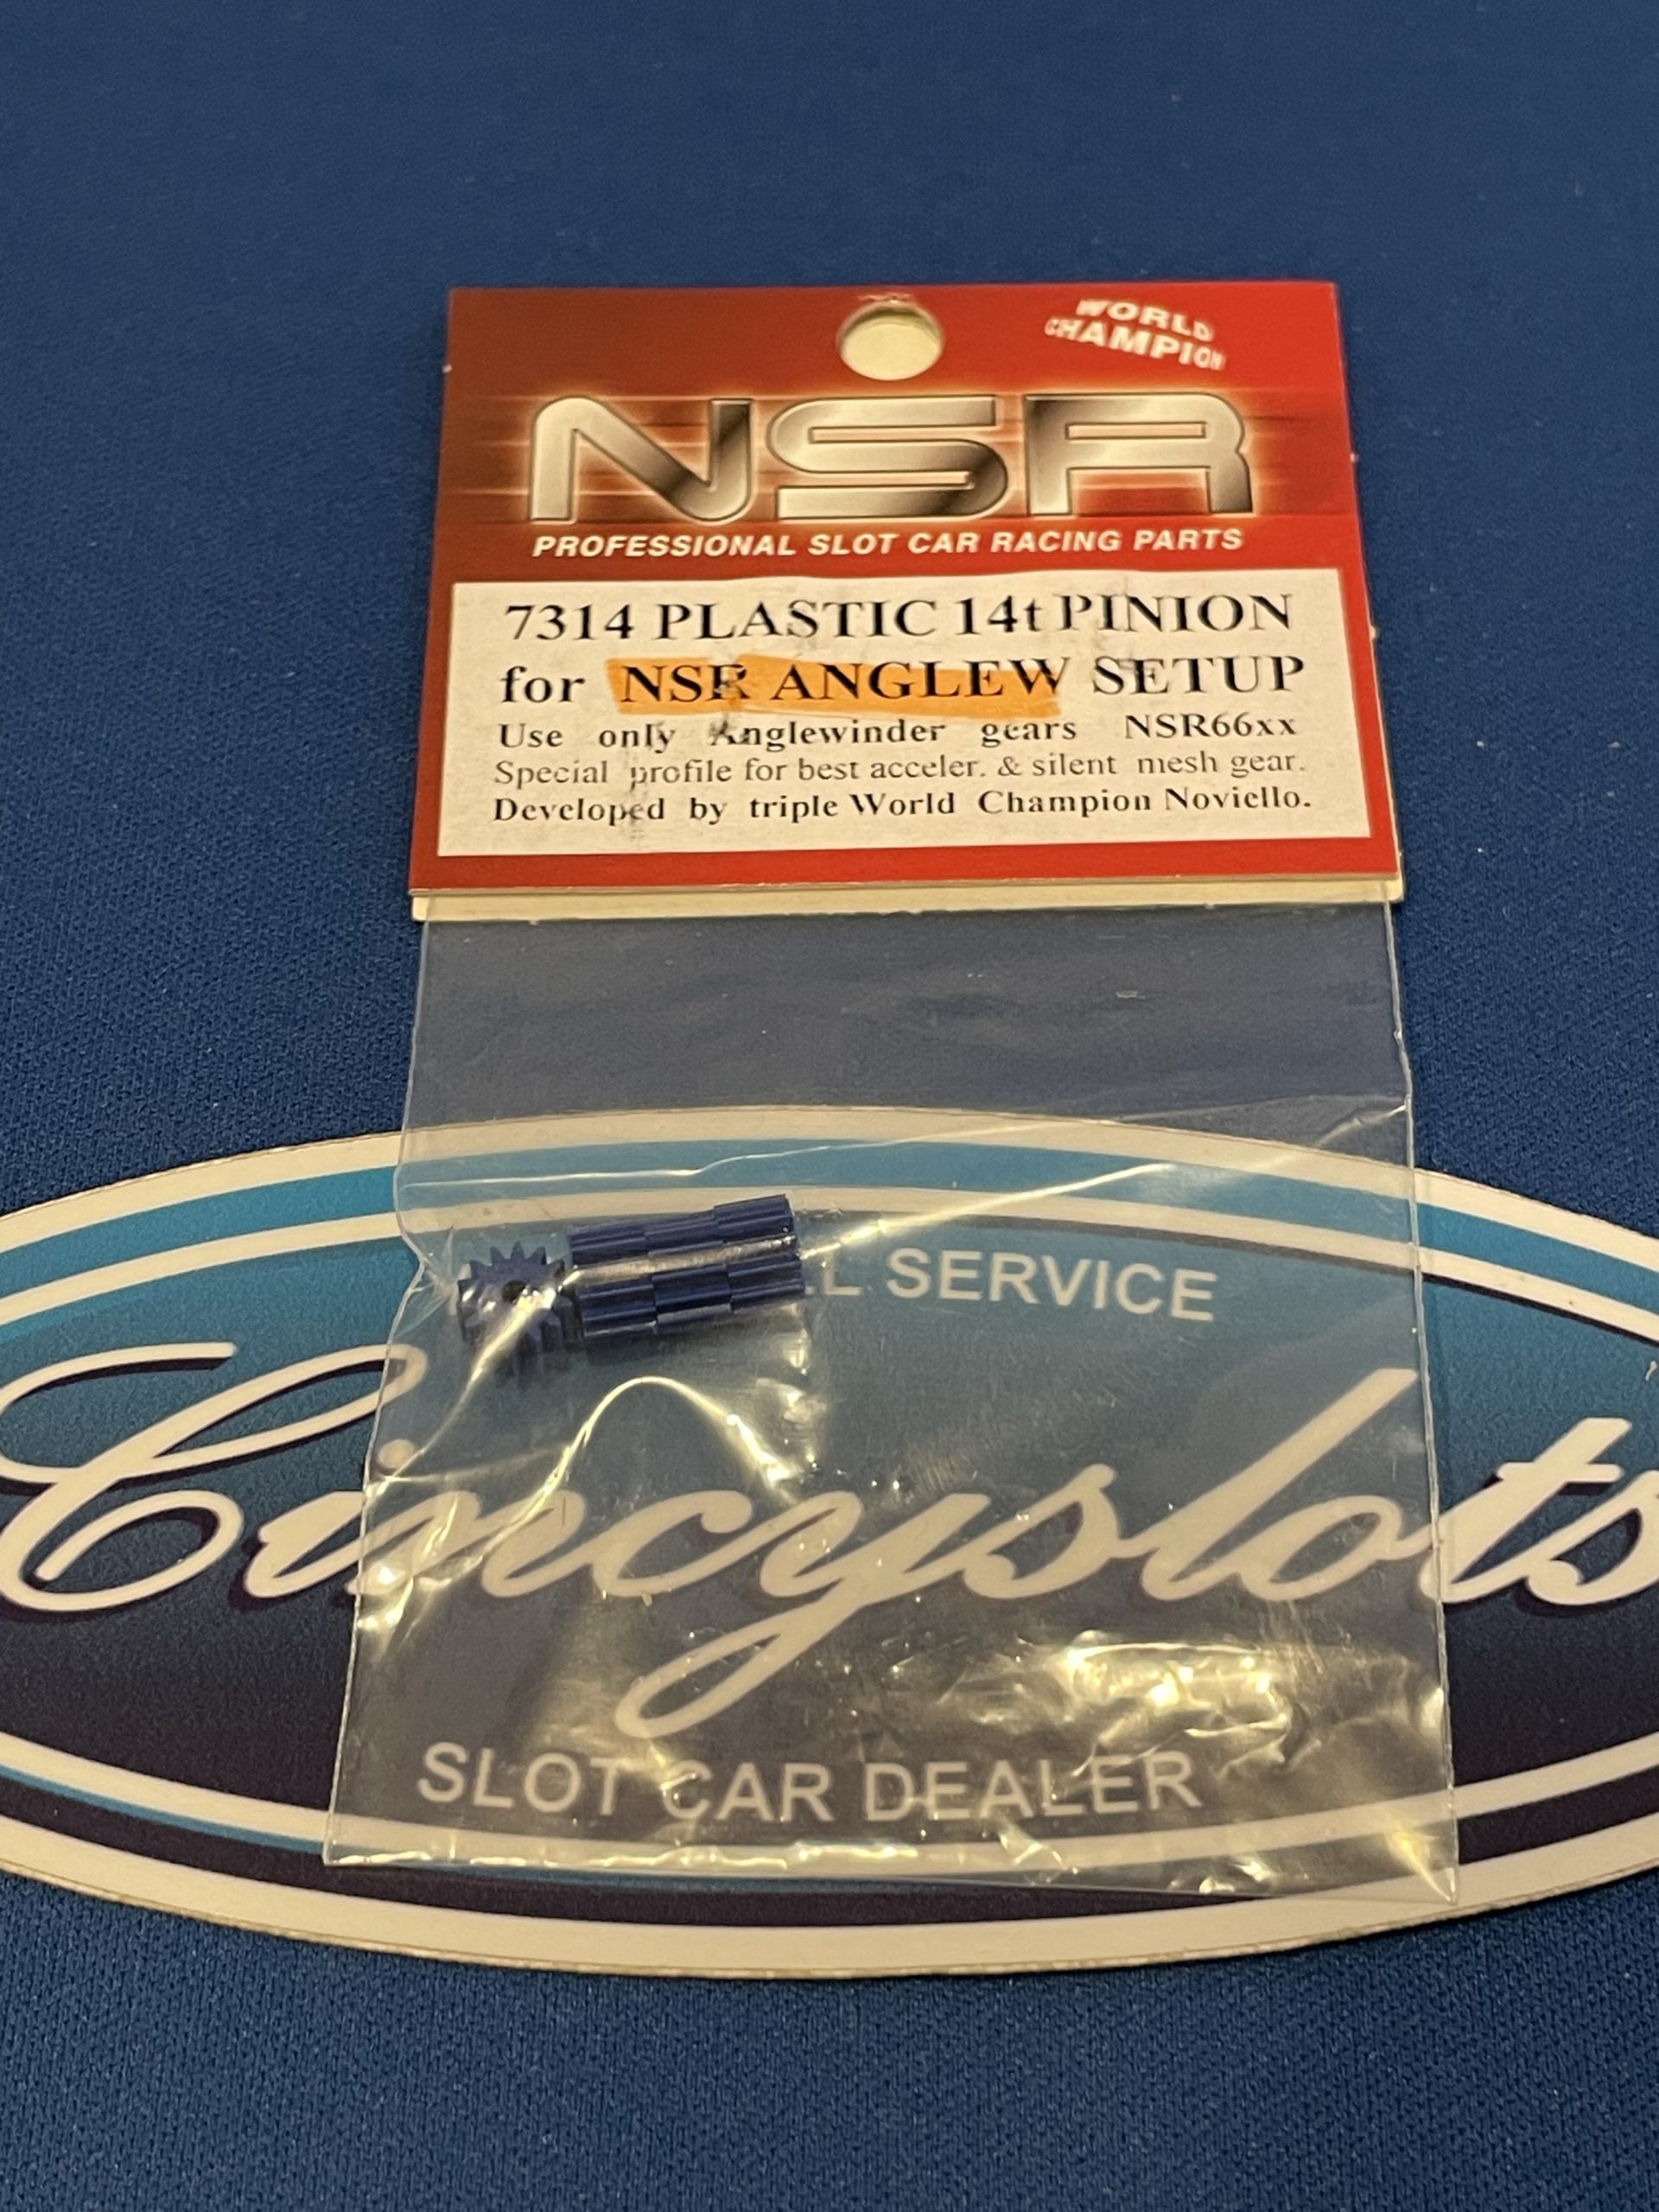 WORLD
CHAMPION
NSR
PROFESSIONAL SLOT CAR RACING PARTS
7314 PLASTIC 14t PINION
for NSR ANGLEW SETUP
Use only Anglewinder gears NSR66xx
Special profile for best acceler. & silent mesh gear.
Developed by triple World Champion Noviello.
SERVICE
Cincyslots
SLOT CAR DEALER